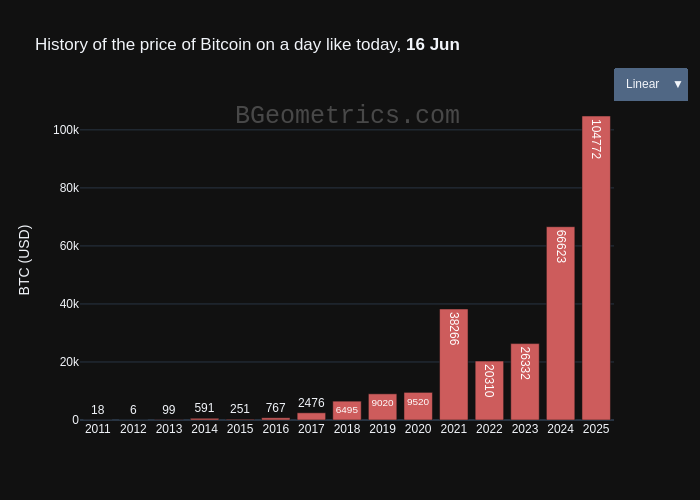 History of the price of Bitcoin on a day like today, 16 Jun
Linear ▼
BGeometrics.com
BTC (USD)
100k
80k
60k
40k
20k
0
18 6 99 591 251 767 2476 6495 9020 9520 38266 20310 26332 66623 104772
2011 2012 2013 2014 2015 2016 2017 2018 2019 2020 2021 2022 2023 2024 2025